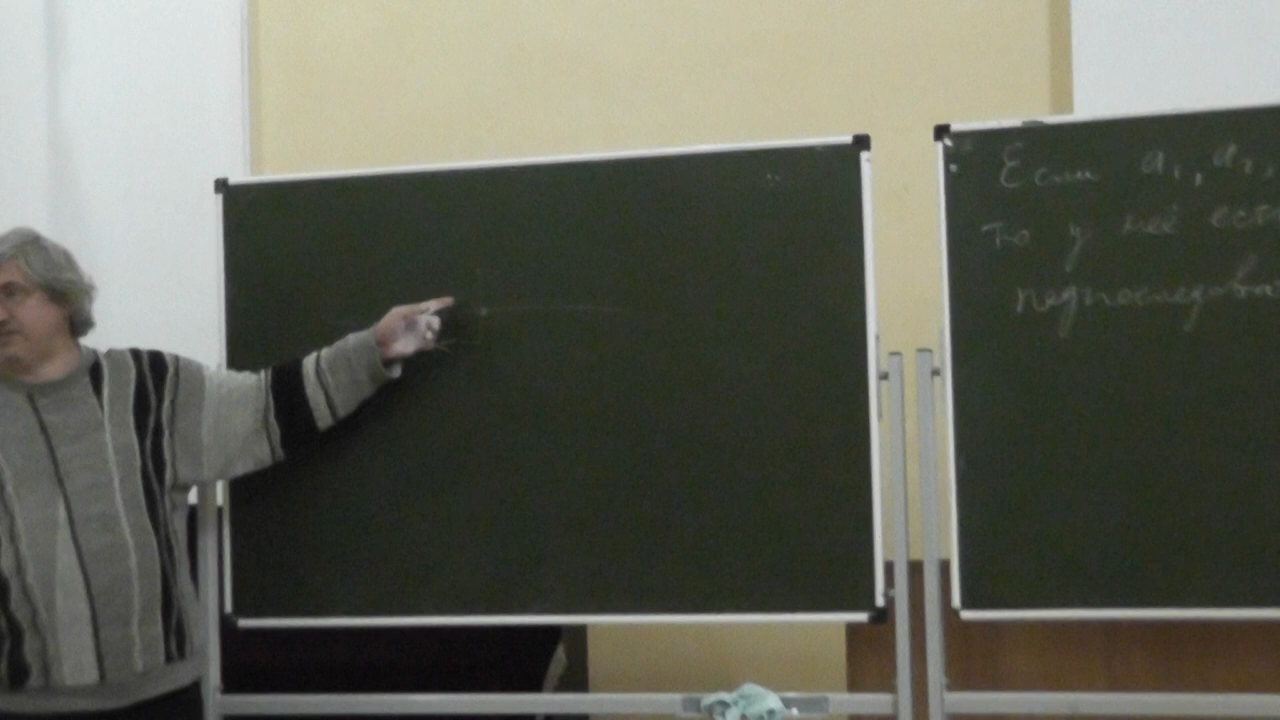 Если a₁, a₂,
то у неё есть
подпоследова